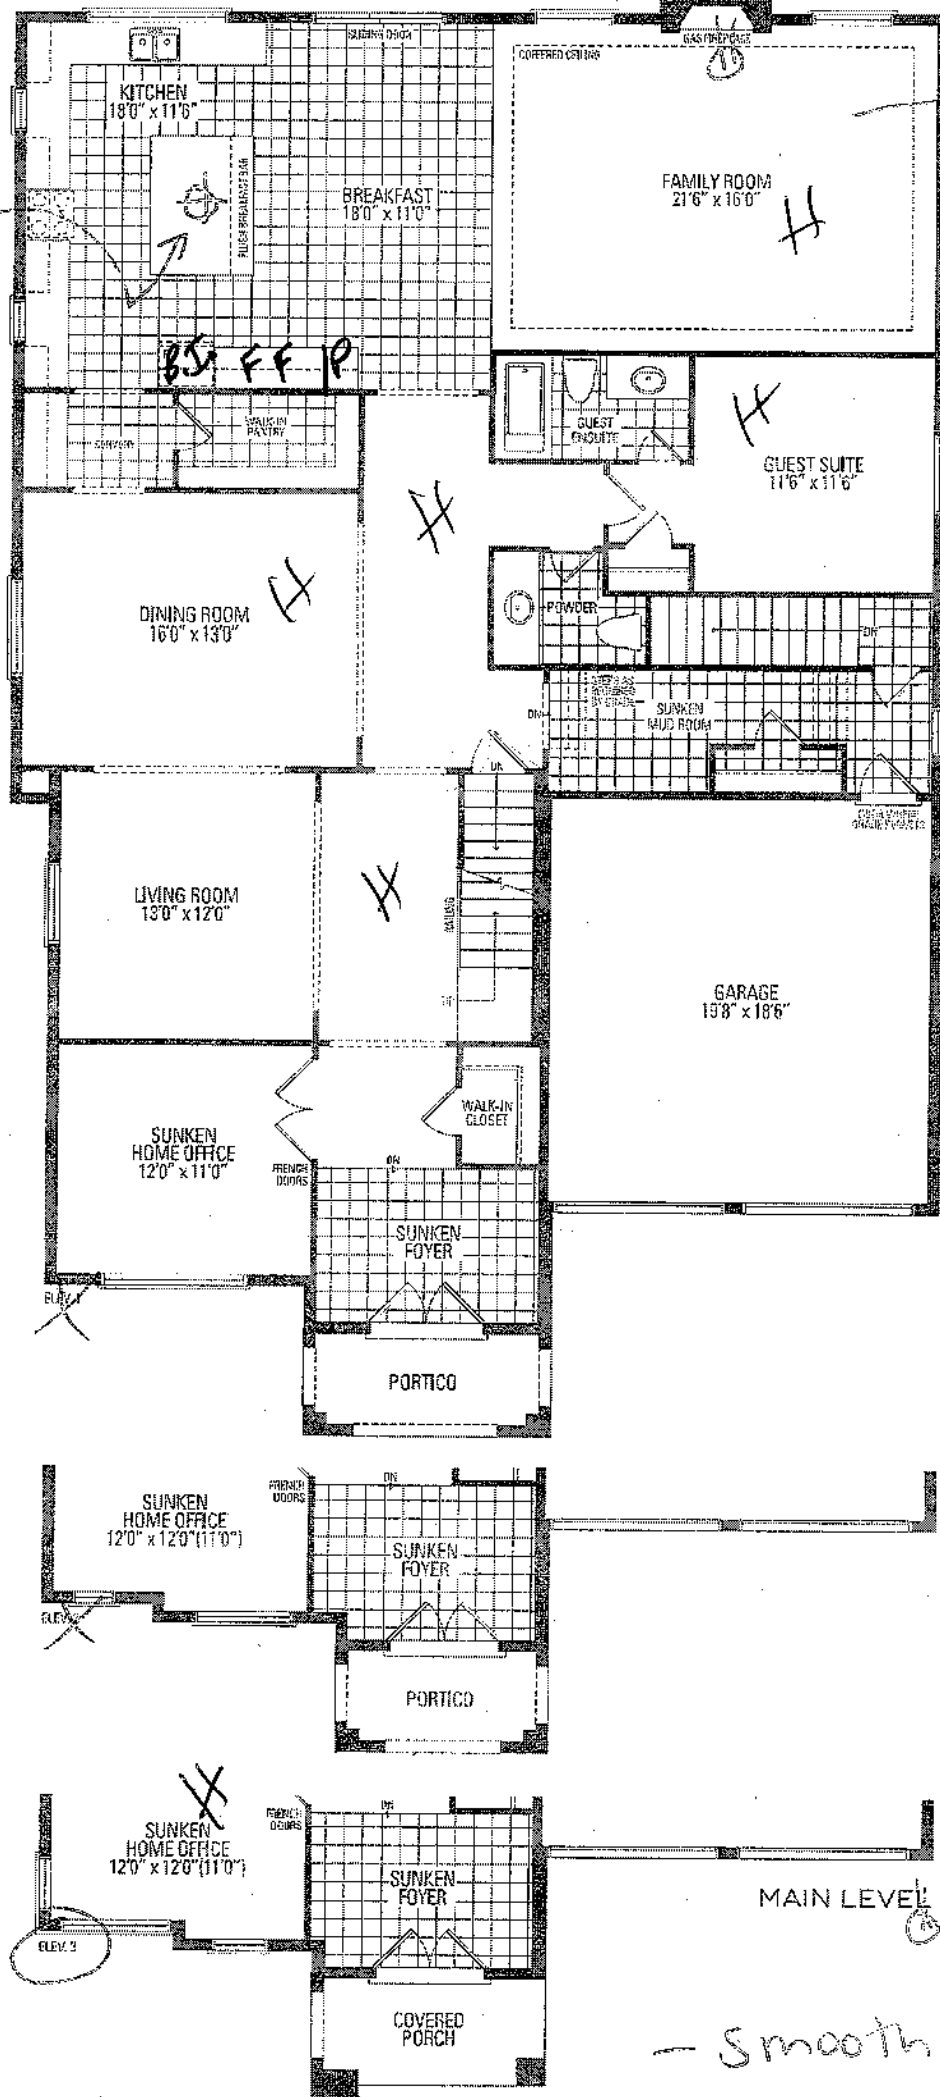 SLIDING DOOR
GAS FIREPLACE
H
COFFERED CEILING
KITCHEN
18'0" x 11'6"
FLUSH BREAKFAST BAR
BREAKFAST
18'0" x 11'0"
FAMILY ROOM
21'6" x 16'0"
H
B.I.
F F
P
SERVERY
WALK-IN
PANTRY
GUEST
ENSUITE
H
GUEST SUITE
11'6" x 11'6"
H
DINING ROOM
16'0" x 13'0"
H
POWDER
DN
SUNKEN
MUD ROOM
DN
DN
LIVING ROOM
13'0" x 12'0"
H
RAILING
UP
GARAGE
19'8" x 18'6"
SUNKEN
HOME OFFICE
12'0" x 11'0"
FRENCH
DOORS
WALK-IN
CLOSET
DN
SUNKEN
FOYER
ELEV. 1
PORTICO
SUNKEN
HOME OFFICE
12'0" x 12'0"(11'0")
FRENCH
DOORS
DN
SUNKEN
FOYER
ELEV. 2
PORTICO
H
SUNKEN
HOME OFFICE
12'0" x 12'0"(11'0")
FRENCH
DOORS
DN
SUNKEN
FOYER
ELEV. 3
MAIN LEVEL
COVERED
PORCH
- Smooth